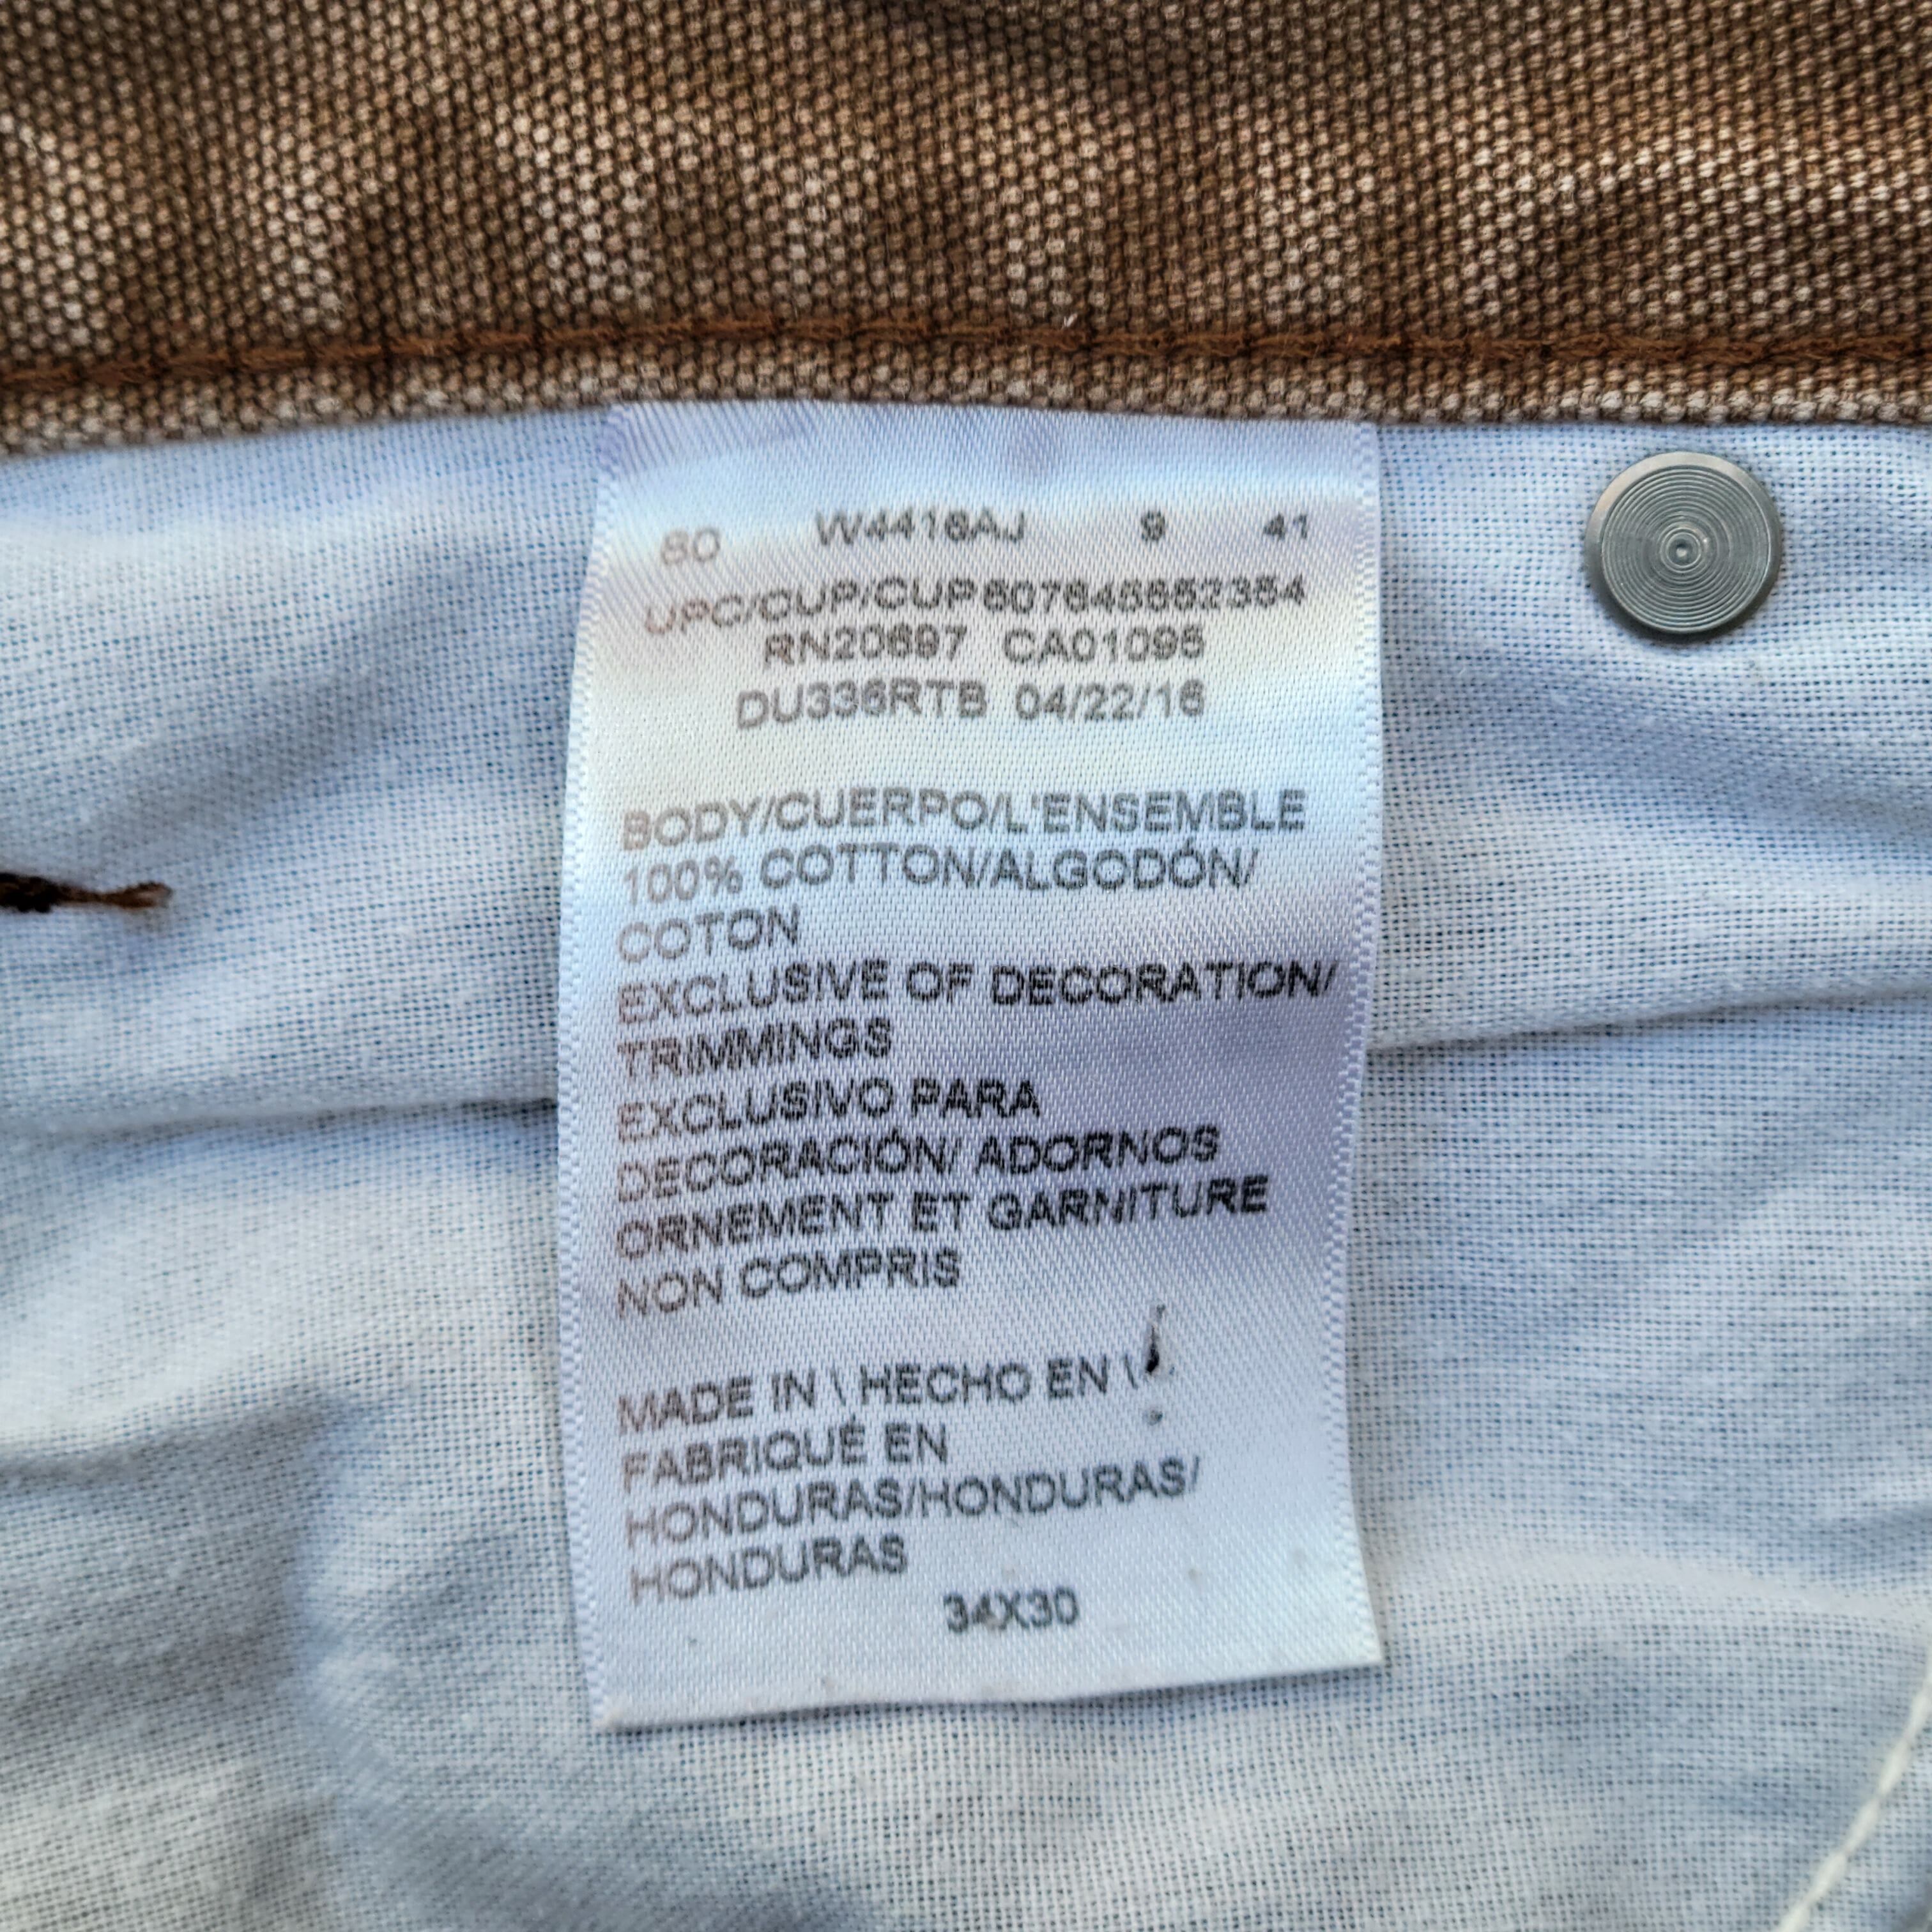 80 W4416AJ 9 41
UPC/CUP/CUP 607645652354
RN20697 CA01095
DU336RTB 04/22/16
BODY/CUERPO/L'ENSEMBLE
100% COTTON/ALGODÓN/
COTON
EXCLUSIVE OF DECORATION/
TRIMMINGS
EXCLUSIVO PARA
DECORACIÓN/ ADORNOS
ORNEMENT ET GARNITURE
NON COMPRIS
MADE IN \ HECHO EN \
FABRIQUÉ EN
HONDURAS/HONDURAS/
HONDURAS
34X30